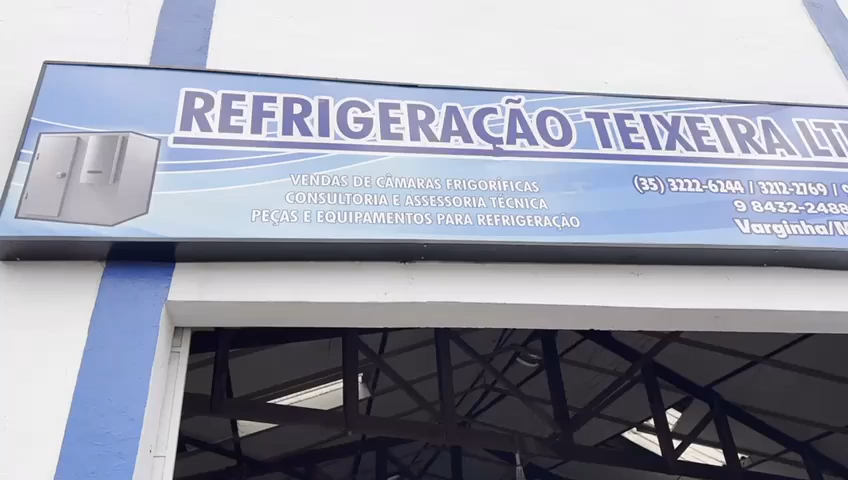 REFRIGERAÇÃO TEIXEIRA LT
VENDAS DE CÂMARAS FRIGORÍFICAS
CONSULTORIA E ASSESSORIA TÉCNICA
PEÇAS E EQUIPAMENTOS PARA REFRIGERAÇÃO
(35) 3222-6244 / 3212-2769 / 9
9 8432-2488
Varginha/M